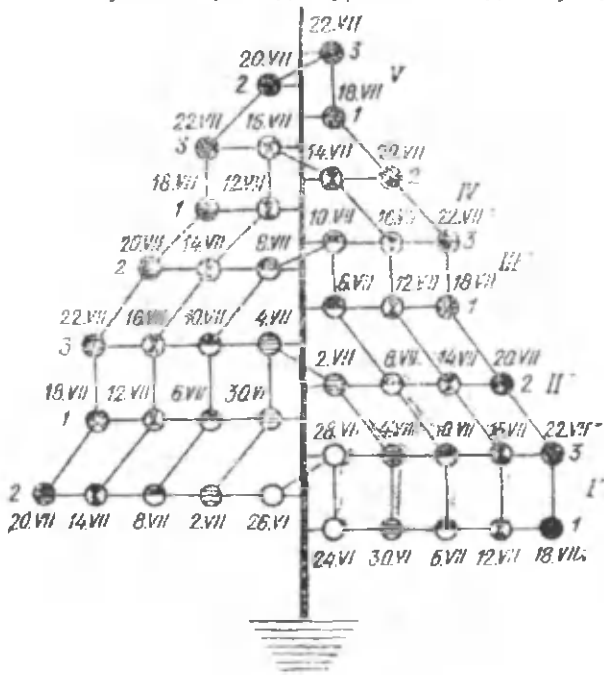 22.VII
20.VII 3
2 V
18.VII
22.VII 16.VII 1
3 14.VII
18.VII 12.VII 2
1 IV
10.VII 22.VII
20.VII 14.VII 8.VII 3
2 III
6.VII 12.VII 18.VII
22.VII 16.VII 10.VII 4.VII 1
3
2.VII 8.VII 14.VII 20.VII
18.VII 12.VII 6.VII 30.VI 2 II
1
28.VI 4.VII 10.VII 22.VII
3
2 I
20.VII 14.VII 8.VII 2.VII 26.VI 1
24.VI 30.VI 6.VII 12.VII 18.VII